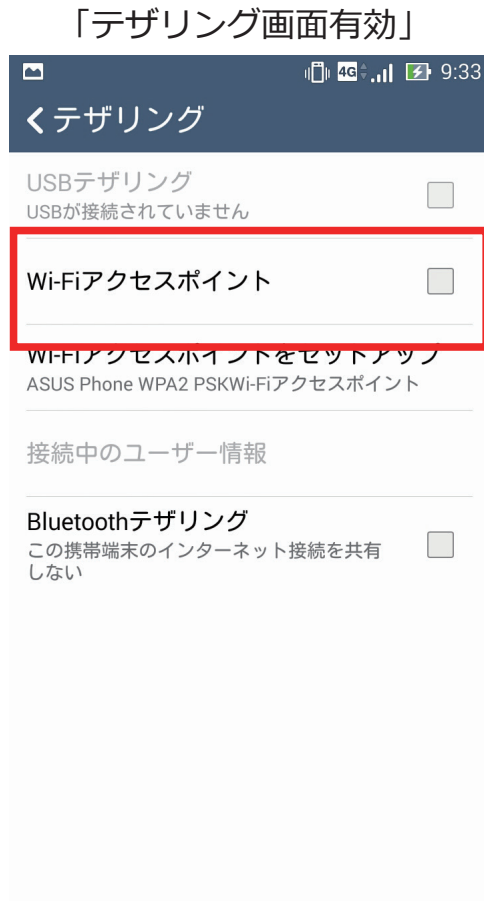 「テザリング画面有効」
4G 9:33
テザリング
USBテザリング
USBが接続されていません
Wi-Fiアクセスポイント
Wi-Fiアクセスポイントをセットアップ
ASUS Phone WPA2 PSKWi-Fiアクセスポイント
接続中のユーザー情報
Bluetoothテザリング
この携帯端末のインターネット接続を共有
しない